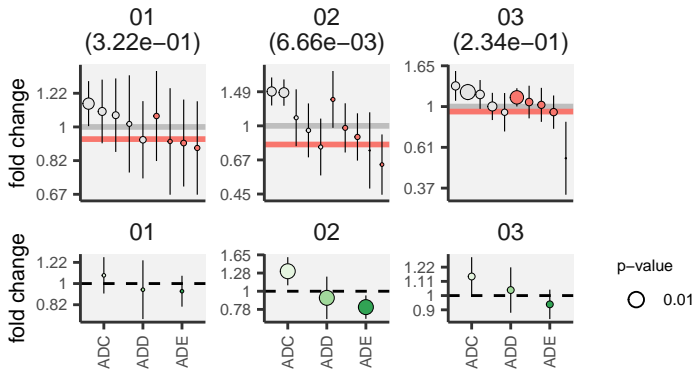 01
(3.22e−01)
02
(6.66e−03)
03
(2.34e−01)
fold change
1.22
1
0.82
0.67
1.49
1
0.67
0.45
1.65
1
0.61
0.37
01
02
03
fold change
1.22
1
0.82
1.65
1.28
1
0.78
1.22
1.11
1
0.9
ADC
ADD
ADE
ADC
ADD
ADE
ADC
ADD
ADE
p−value
0.01